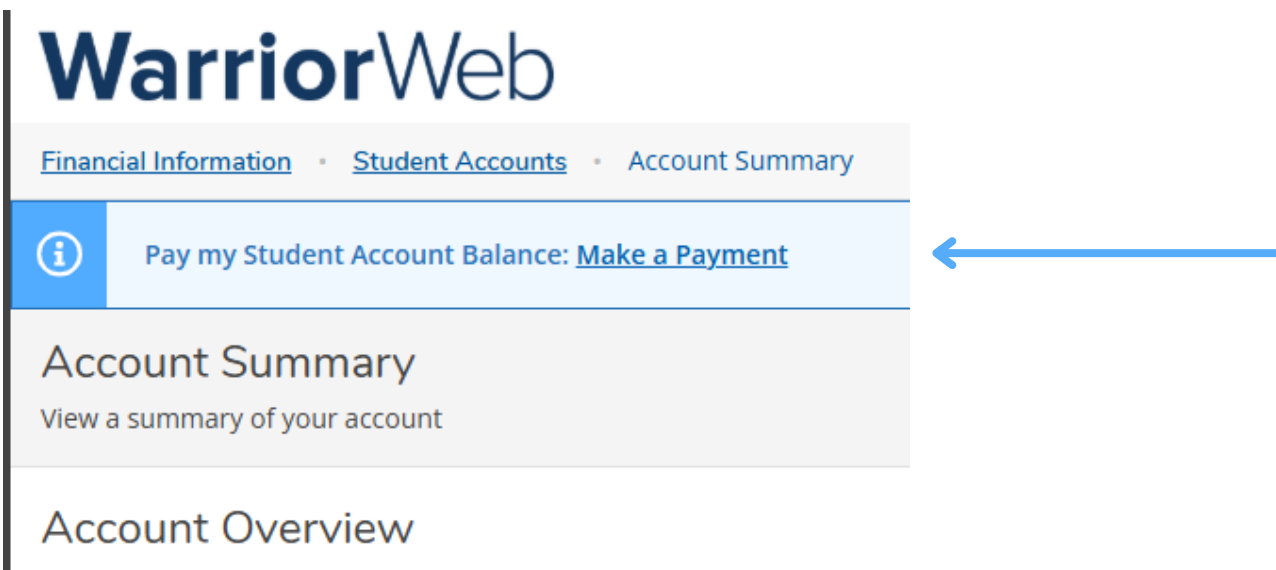 WarriorWeb
Financial Information • Student Accounts • Account Summary
Pay my Student Account Balance: Make a Payment
Account Summary
View a summary of your account
Account Overview